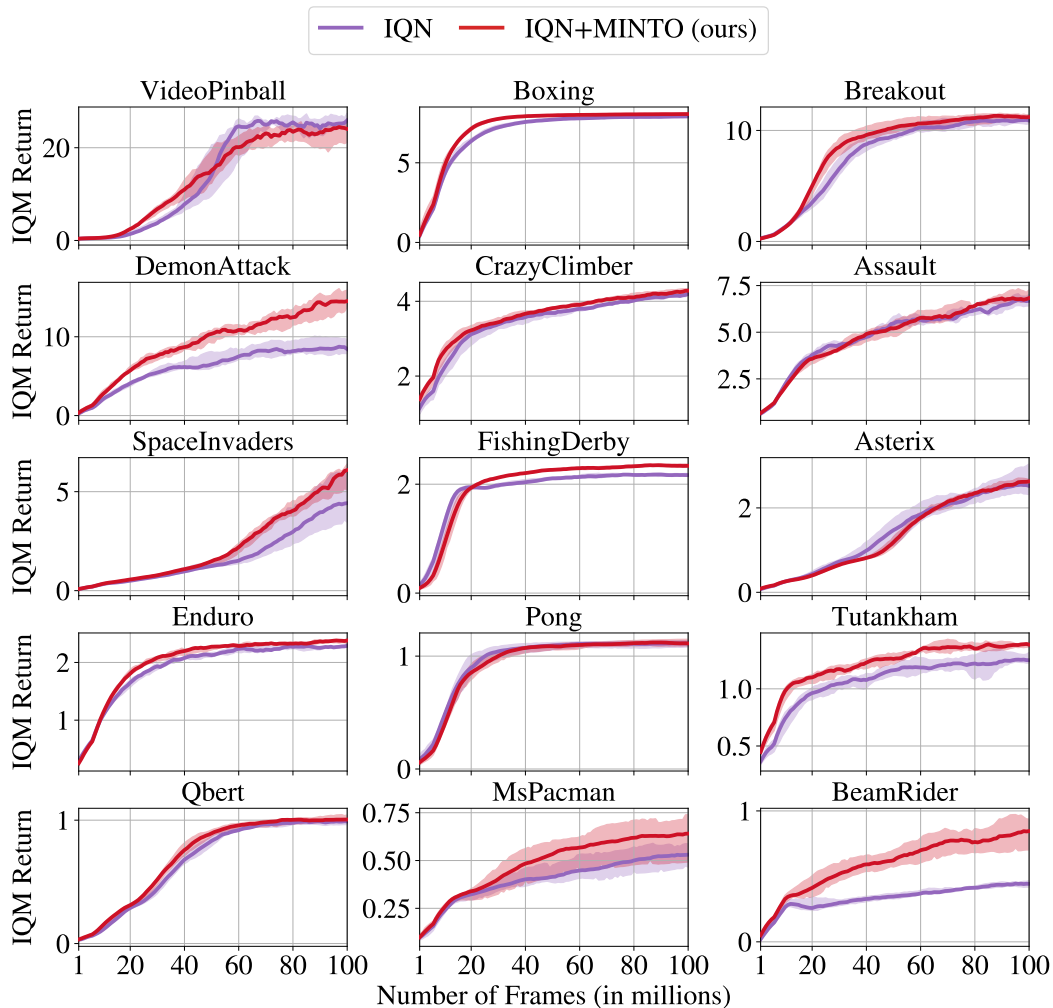 IQN IQN+MINTO (ours)
VideoPinball Boxing Breakout
IQM Return
20
0
5
0
10
0
DemonAttack CrazyClimber Assault
IQM Return
10
0
4
2
7.5
5.0
2.5
SpaceInvaders FishingDerby Asterix
IQM Return
5
0
2
0
2
0
Enduro Pong Tutankham
IQM Return
2
1
1
0
1.0
0.5
Qbert MsPacman BeamRider
IQM Return
1
0
0.75
0.50
0.25
1
0
1 20 40 60 80 100 1 20 40 60 80 100 1 20 40 60 80 100
Number of Frames (in millions)